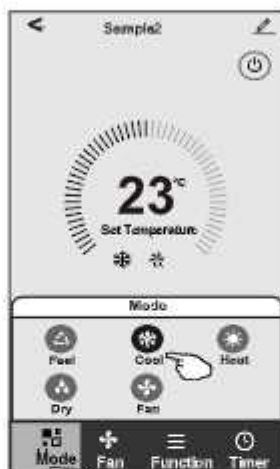 Sample2
23°C
Set Temperature
Mode
Feel Cool Heat
Dry Fan
Mode Fan Function Timer